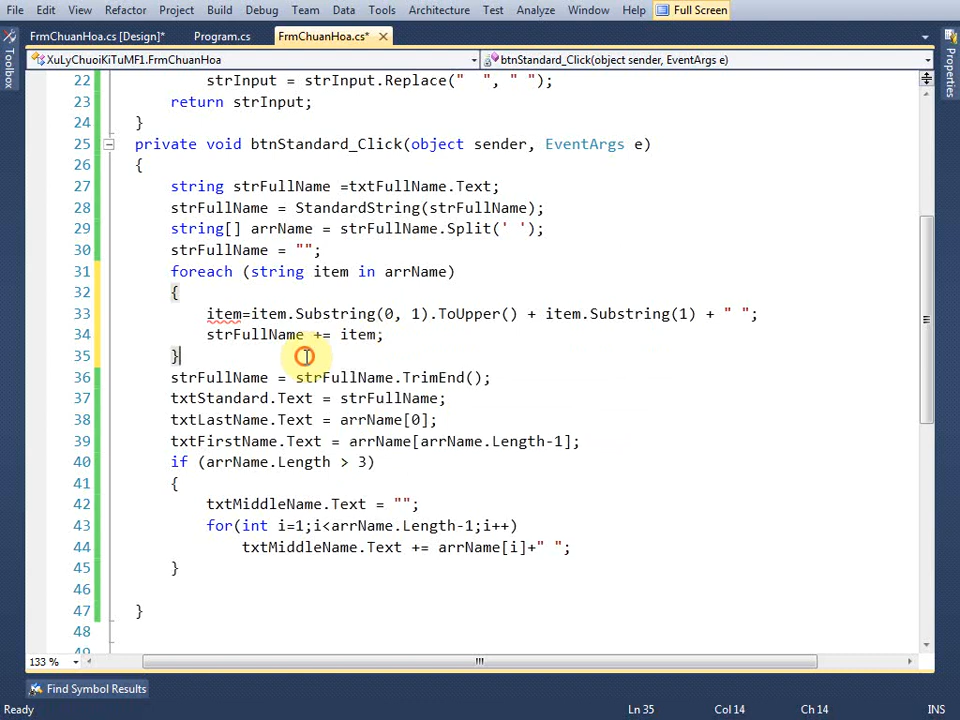 File Edit View Refactor Project Build Debug Team Data Tools Architecture Test Analyze Window Help Full Screen
FrmChuanHoa.cs [Design]* Program.cs FrmChuanHoa.cs*
XuLyChuoiKiTuMF1.FrmChuanHoa btnStandard_Click(object sender, EventArgs e)
Toolbox
Properties
22 strInput = strInput.Replace("  ", " ");
23 return strInput;
24 }
25 private void btnStandard_Click(object sender, EventArgs e)
26 {
27 string strFullName =txtFullName.Text;
28 strFullName = StandardString(strFullName);
29 string[] arrName = strFullName.Split(' ');
30 strFullName = "";
31 foreach (string item in arrName)
32 {
33 item=item.Substring(0, 1).ToUpper() + item.Substring(1) + " ";
34 strFullName += item;
35 }
36 strFullName = strFullName.TrimEnd();
37 txtStandard.Text = strFullName;
38 txtLastName.Text = arrName[0];
39 txtFirstName.Text = arrName[arrName.Length-1];
40 if (arrName.Length > 3)
41 {
42 txtMiddleName.Text = "";
43 for(int i=1;i<arrName.Length-1;i++)
44 txtMiddleName.Text += arrName[i]+" ";
45 }
46
47 }
48
49
133 %
Find Symbol Results
Ready Ln 35 Col 14 Ch 14 INS